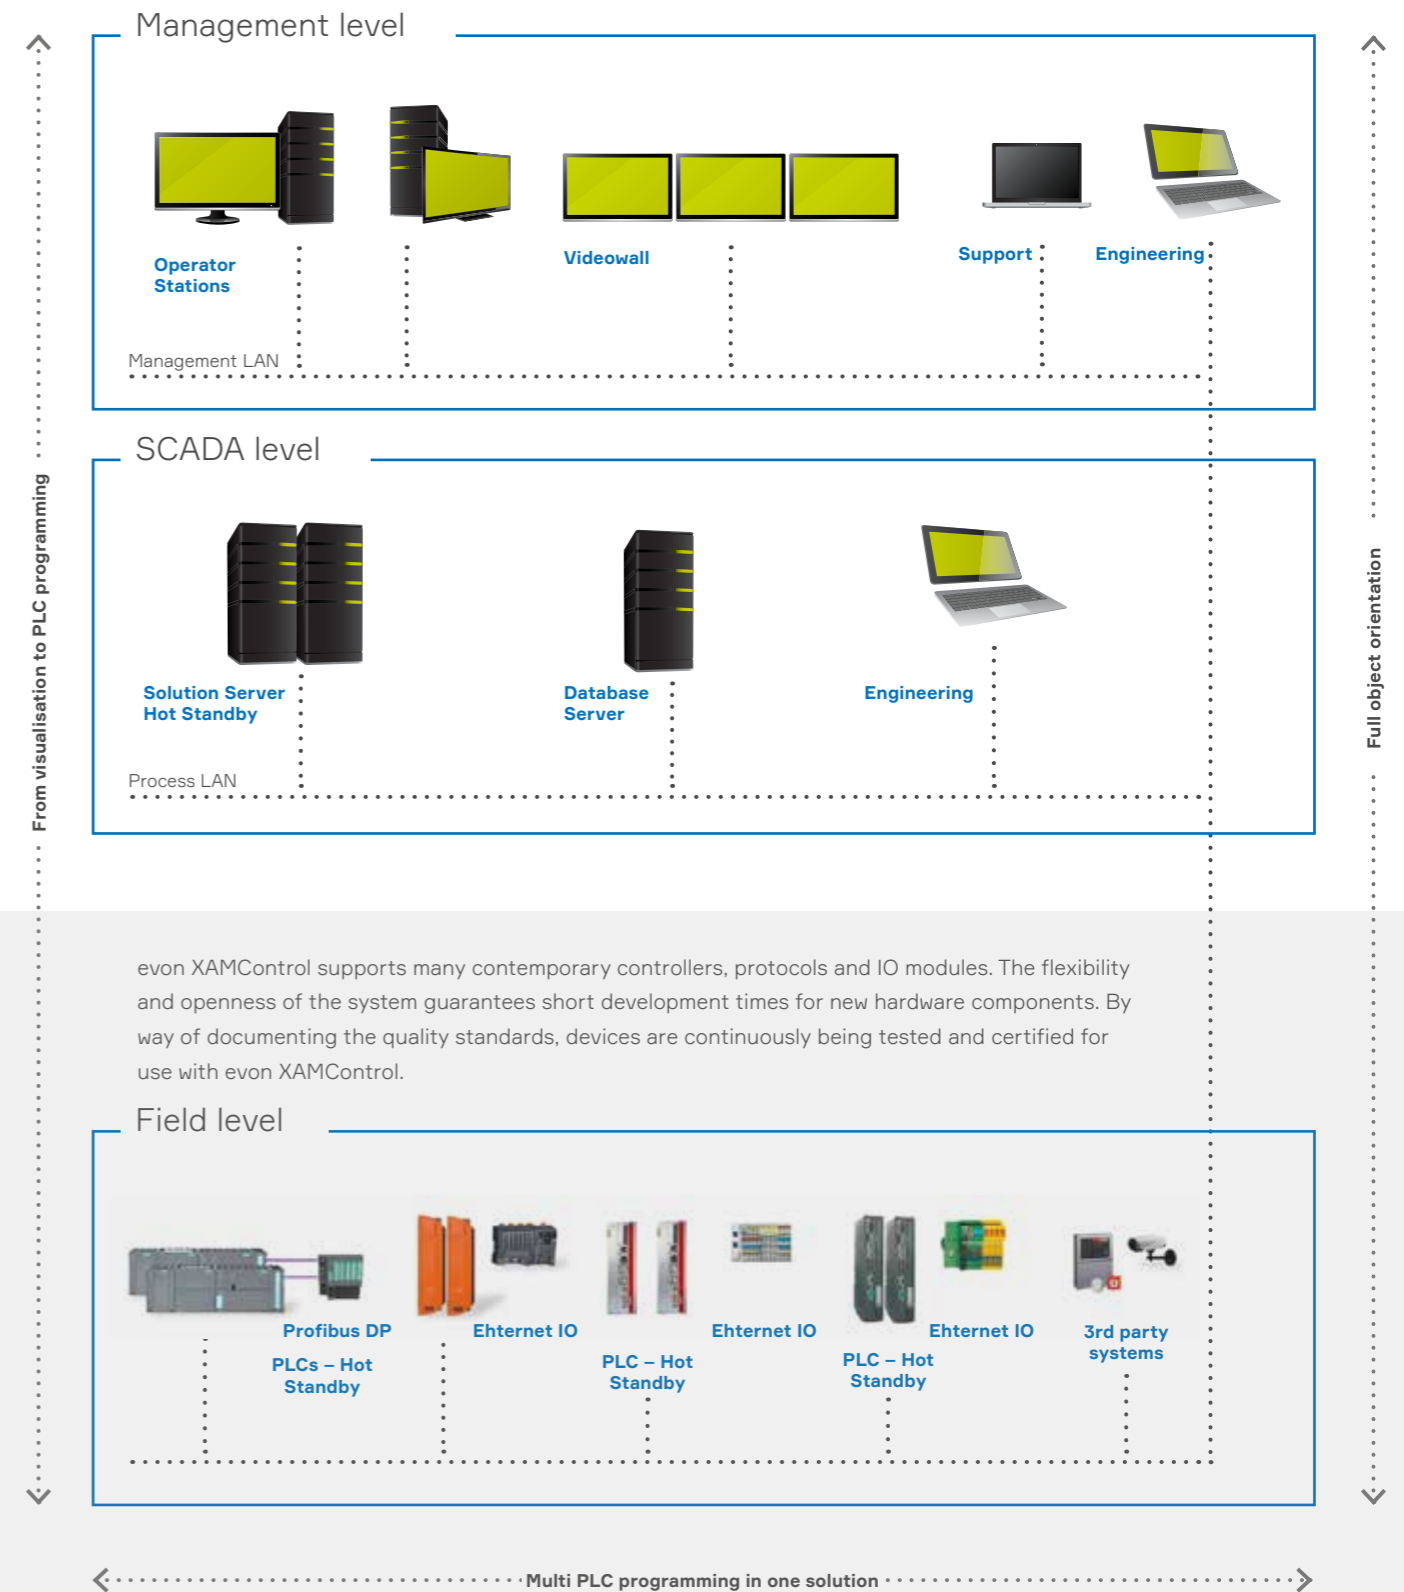 Management level
Operator
Stations
Videowall
Support
Engineering
Management LAN
SCADA level
Solution Server
Hot Standby
Database
Server
Engineering
Process LAN
From visualisation to PLC programming
Full object orientation
evon XAMControl supports many contemporary controllers, protocols and IO modules. The flexibility
and openness of the system guarantees short development times for new hardware components. By
way of documenting the quality standards, devices are continuously being tested and certified for
use with evon XAMControl.
Field level
Profibus DP
PLCs – Hot
Standby
Ehternet IO
PLC – Hot
Standby
Ehternet IO
PLC – Hot
Standby
Ehternet IO
3rd party
systems
Multi PLC programming in one solution